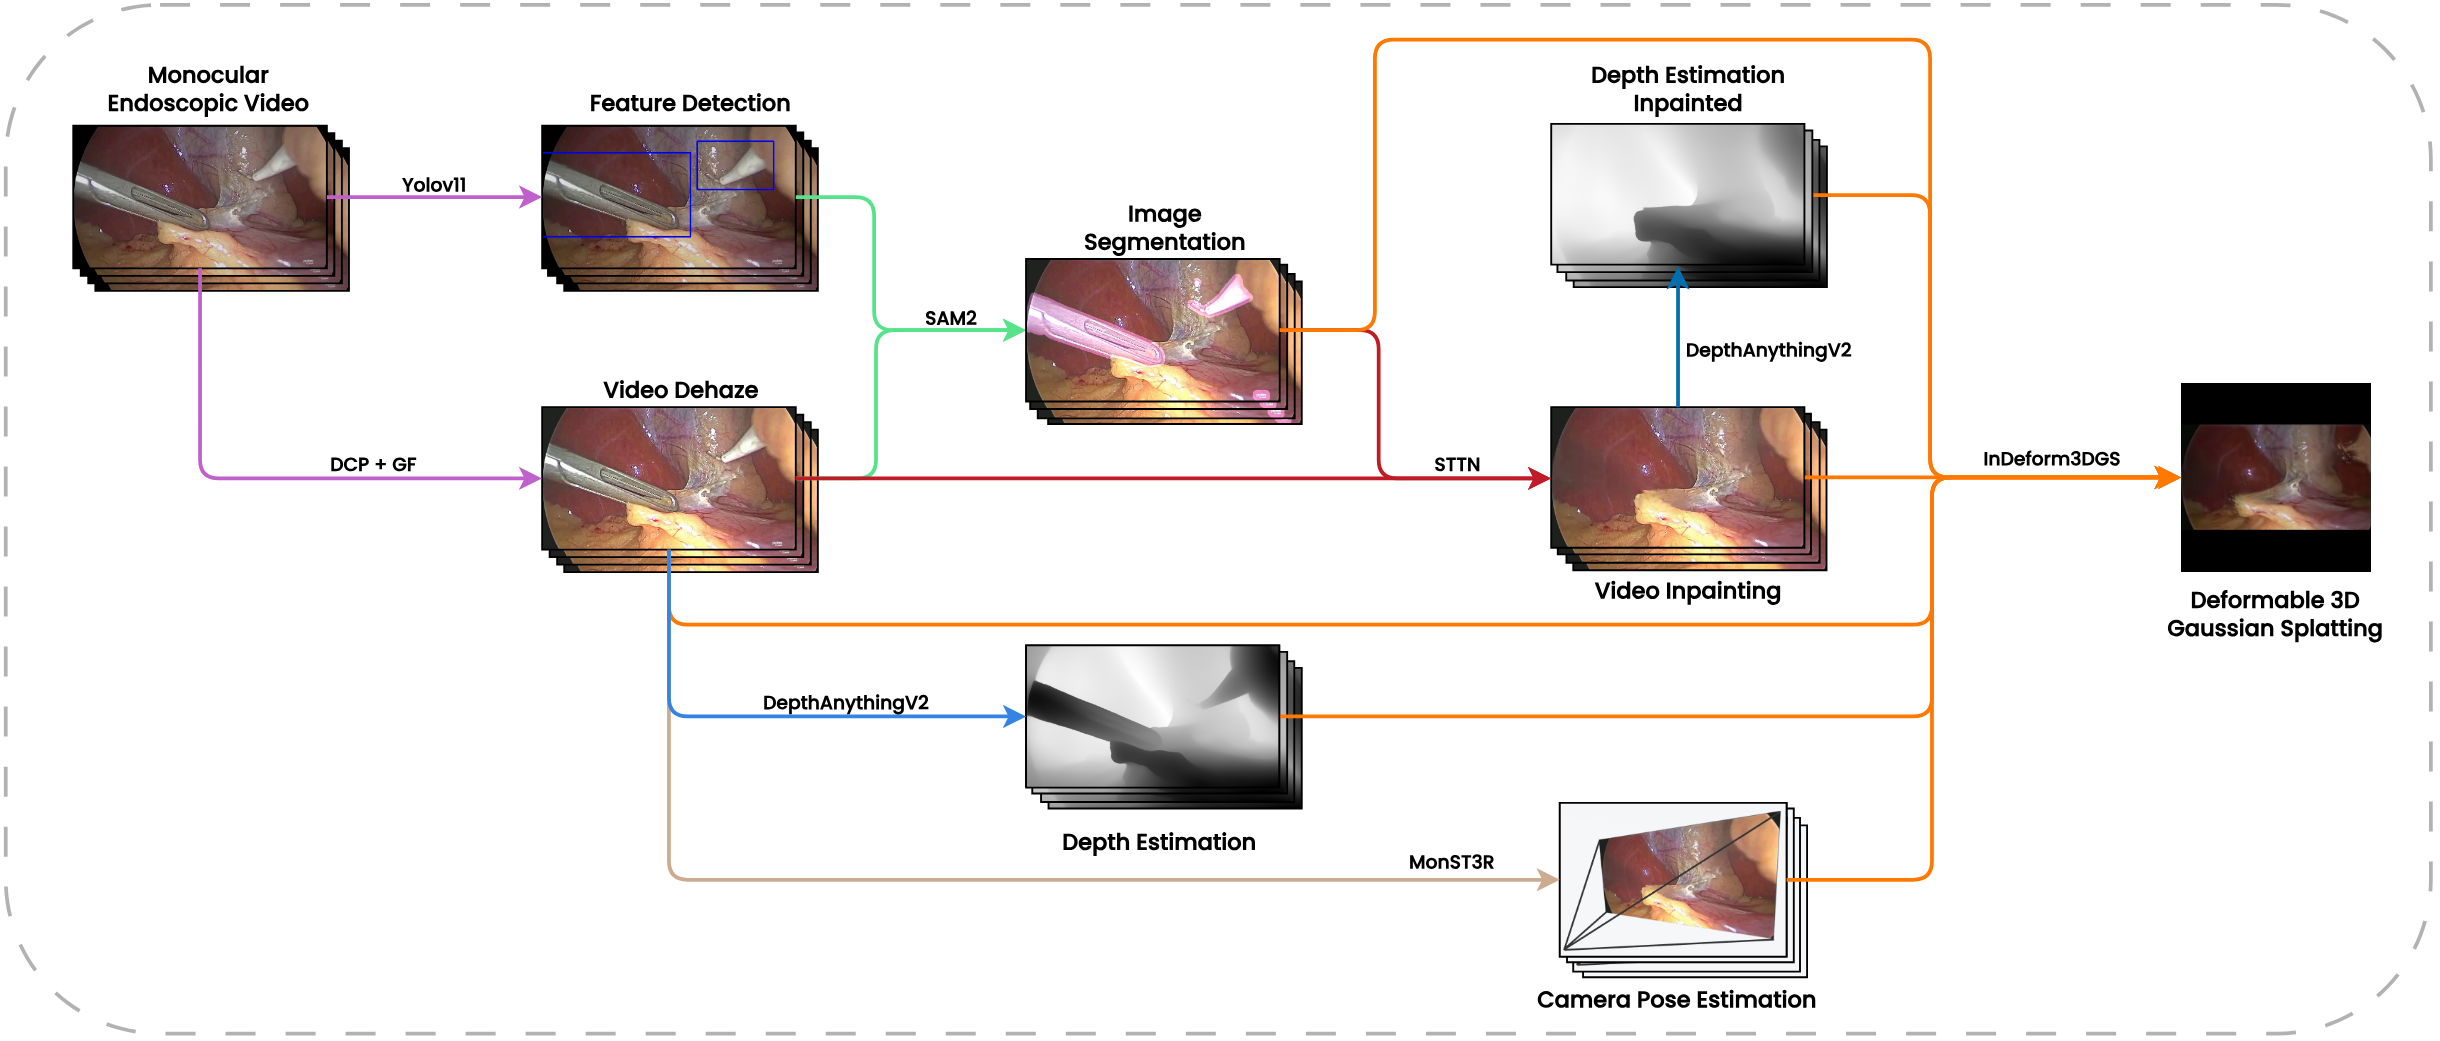 Monocular
Endoscopic Video
Yolov11
Feature Detection
DCP + GF
Video Dehaze
SAM2
Image
Segmentation
STTN
Depth Estimation
Inpainted
DepthAnythingV2
Video Inpainting
InDeform3DGS
Deformable 3D
Gaussian Splatting
DepthAnythingV2
Depth Estimation
MonST3R
Camera Pose Estimation